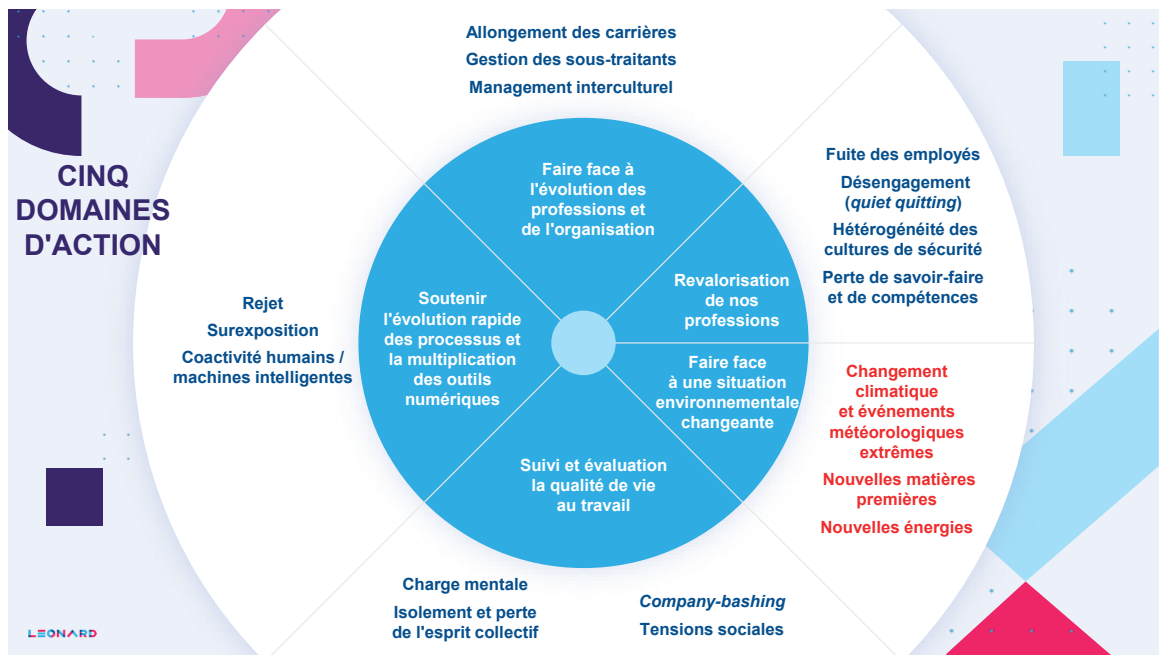 CINQ
DOMAINES
D'ACTION
Allongement des carrières
Gestion des sous-traitants
Management interculturel
Faire face à
l'évolution des
professions et
de l'organisation
Fuite des employés
Désengagement
(quiet quitting)
Hétérogénéité des
cultures de sécurité
Perte de savoir-faire
et de compétences
Revalorisation
de nos
professions
Rejet
Surexposition
Coactivité humains /
machines intelligentes
Soutenir
l'évolution rapide
des processus et
la multiplication
des outils
numériques
Faire face
à une situation
environnementale
changeante
Changement
climatique
et événements
météorologiques
extrêmes
Nouvelles matières
premières
Nouvelles énergies
Suivi et évaluation
la qualité de vie
au travail
Charge mentale
Isolement et perte
de l'esprit collectif
Company-bashing
Tensions sociales
LEONARD